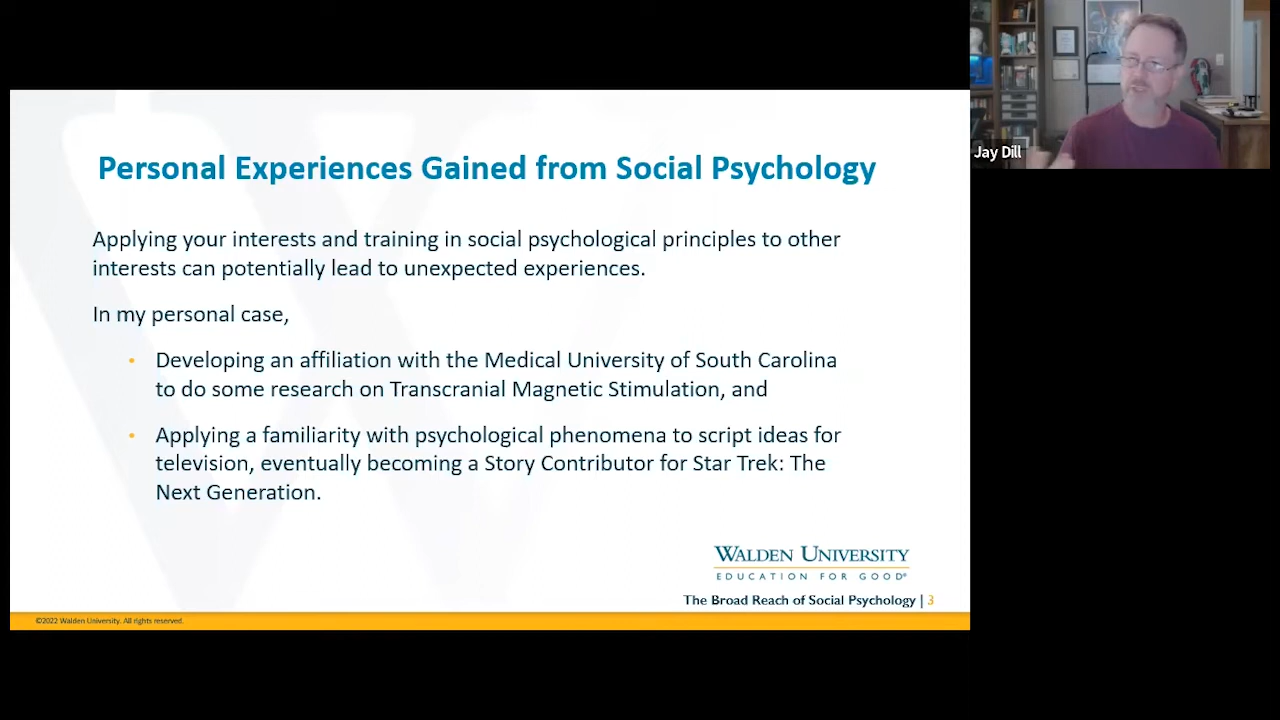 Personal Experiences Gained from Social Psychology
Applying your interests and training in social psychological principles to other
interests can potentially lead to unexpected experiences.
In my personal case,
• Developing an affiliation with the Medical University of South Carolina
to do some research on Transcranial Magnetic Stimulation, and
• Applying a familiarity with psychological phenomena to script ideas for
television, eventually becoming a Story Contributor for Star Trek: The
Next Generation.
WALDEN UNIVERSITY
EDUCATION FOR GOOD®
The Broad Reach of Social Psychology | 3
©2022 Walden University. All rights reserved.
Jay Dill